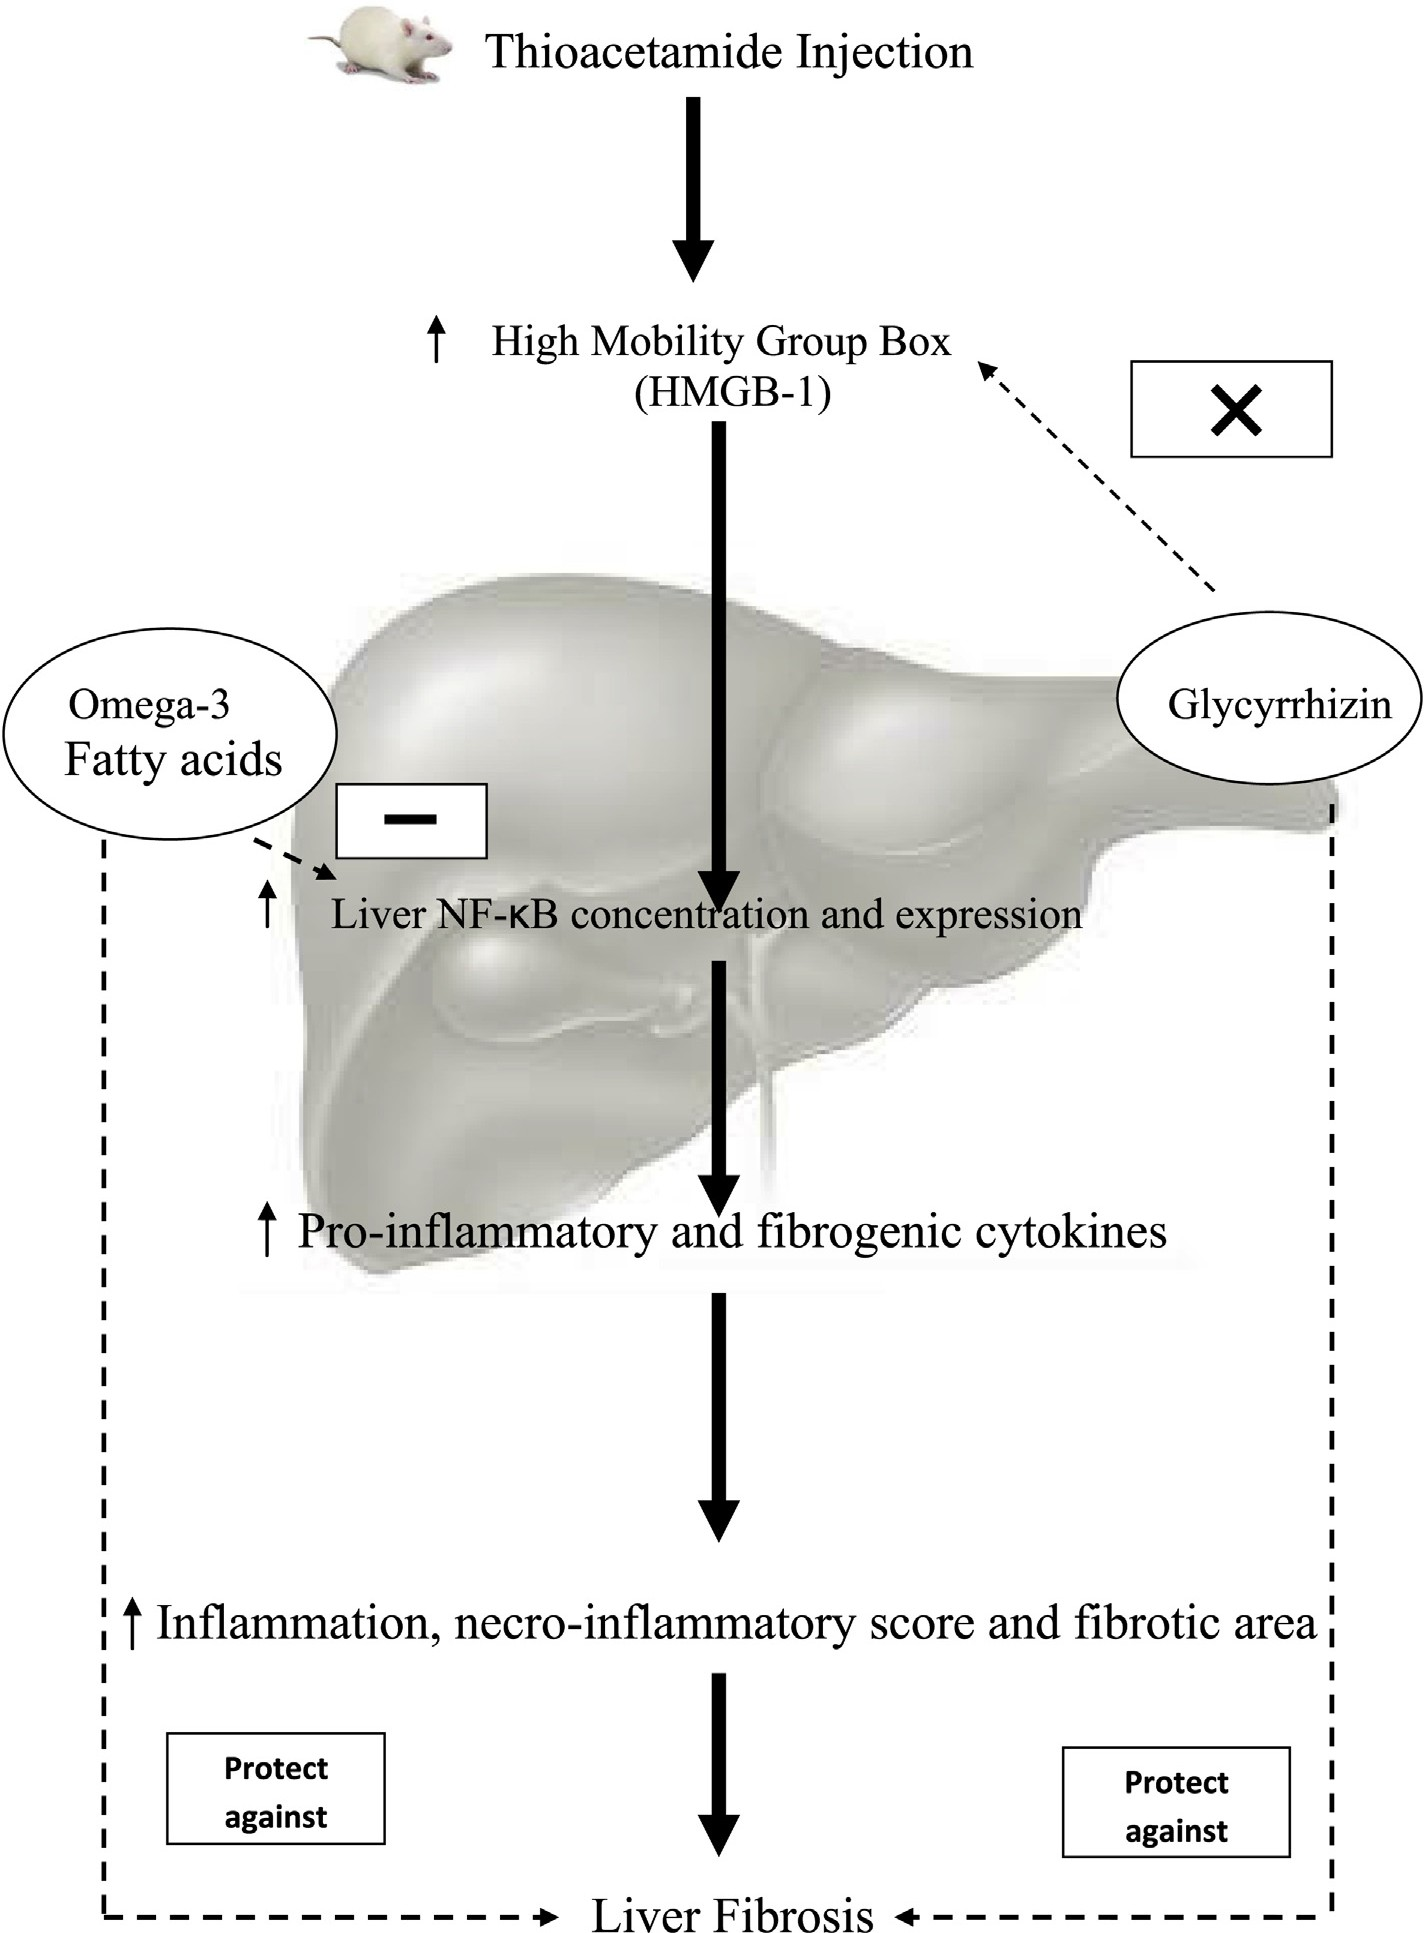 Thioacetamide Injection
↑ High Mobility Group Box
(HMGB-1)
×
Omega-3
Fatty acids
Glycyrrhizin
−
↑ Liver NF-κB concentration and expression
↑ Pro-inflammatory and fibrogenic cytokines
↑ Inflammation, necro-inflammatory score and fibrotic area
Protect
against
Protect
against
Liver Fibrosis